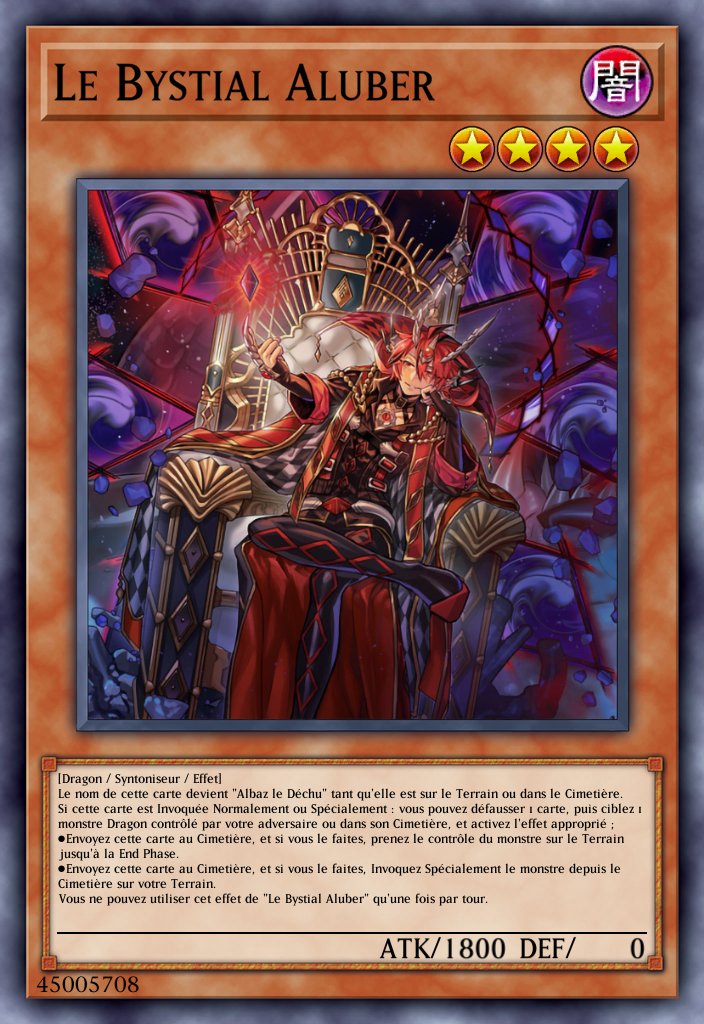 Le Bystial Aluber
闇
[Dragon / Syntoniseur / Effet]
Le nom de cette carte devient "Albaz le Déchu" tant qu'elle est sur le Terrain ou dans le Cimetière.
Si cette carte est Invoquée Normalement ou Spécialement : vous pouvez défausser 1 carte, puis ciblez 1
monstre Dragon contrôlé par votre adversaire ou dans son Cimetière, et activez l'effet approprié ;
●Envoyez cette carte au Cimetière, et si vous le faites, prenez le contrôle du monstre sur le Terrain
jusqu'à la End Phase.
●Envoyez cette carte au Cimetière, et si vous le faites, Invoquez Spécialement le monstre depuis le
Cimetière sur votre Terrain.
Vous ne pouvez utiliser cet effet de "Le Bystial Aluber" qu'une fois par tour.
ATK/1800 DEF/ 0
45005708